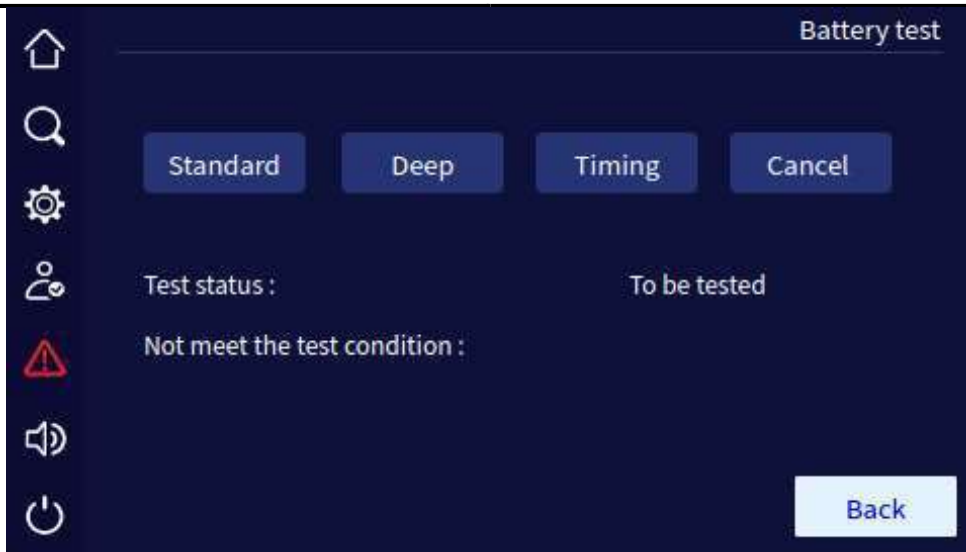 Battery test
Standard Deep Timing Cancel
Test status : To be tested
Not meet the test condition :
Back